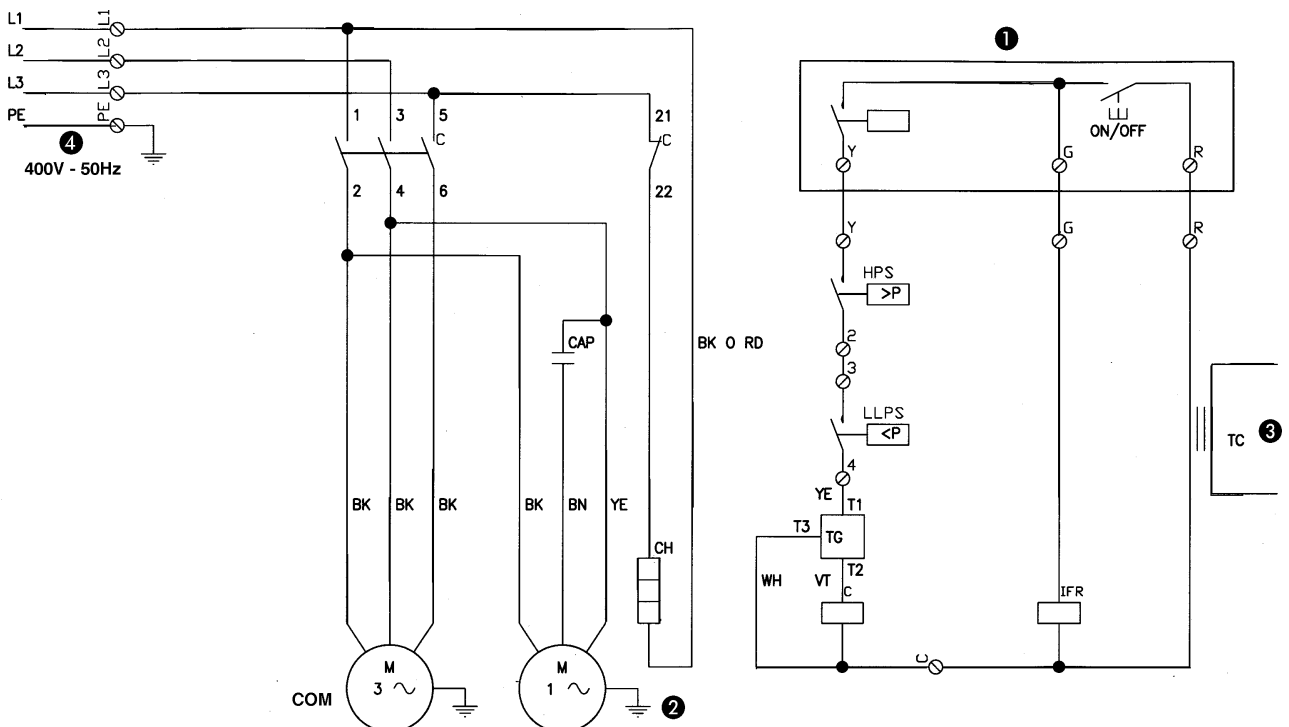 L1 L1
L2 L2
L3 L3
PE PE
4
400V - 50Hz
1 3 5
C
2 4 6
21
C
22
CAP
BK O RD
BK BK BK BK BN YE
CH
M
3 ~
COM
M
1 ~
2
1
ON/OFF
Y G R
Y G R
HPS
>P
2
3
LLPS
<P
4
YE
T1
T3 TG
WH VT T2
C
IFR
C
TC 3